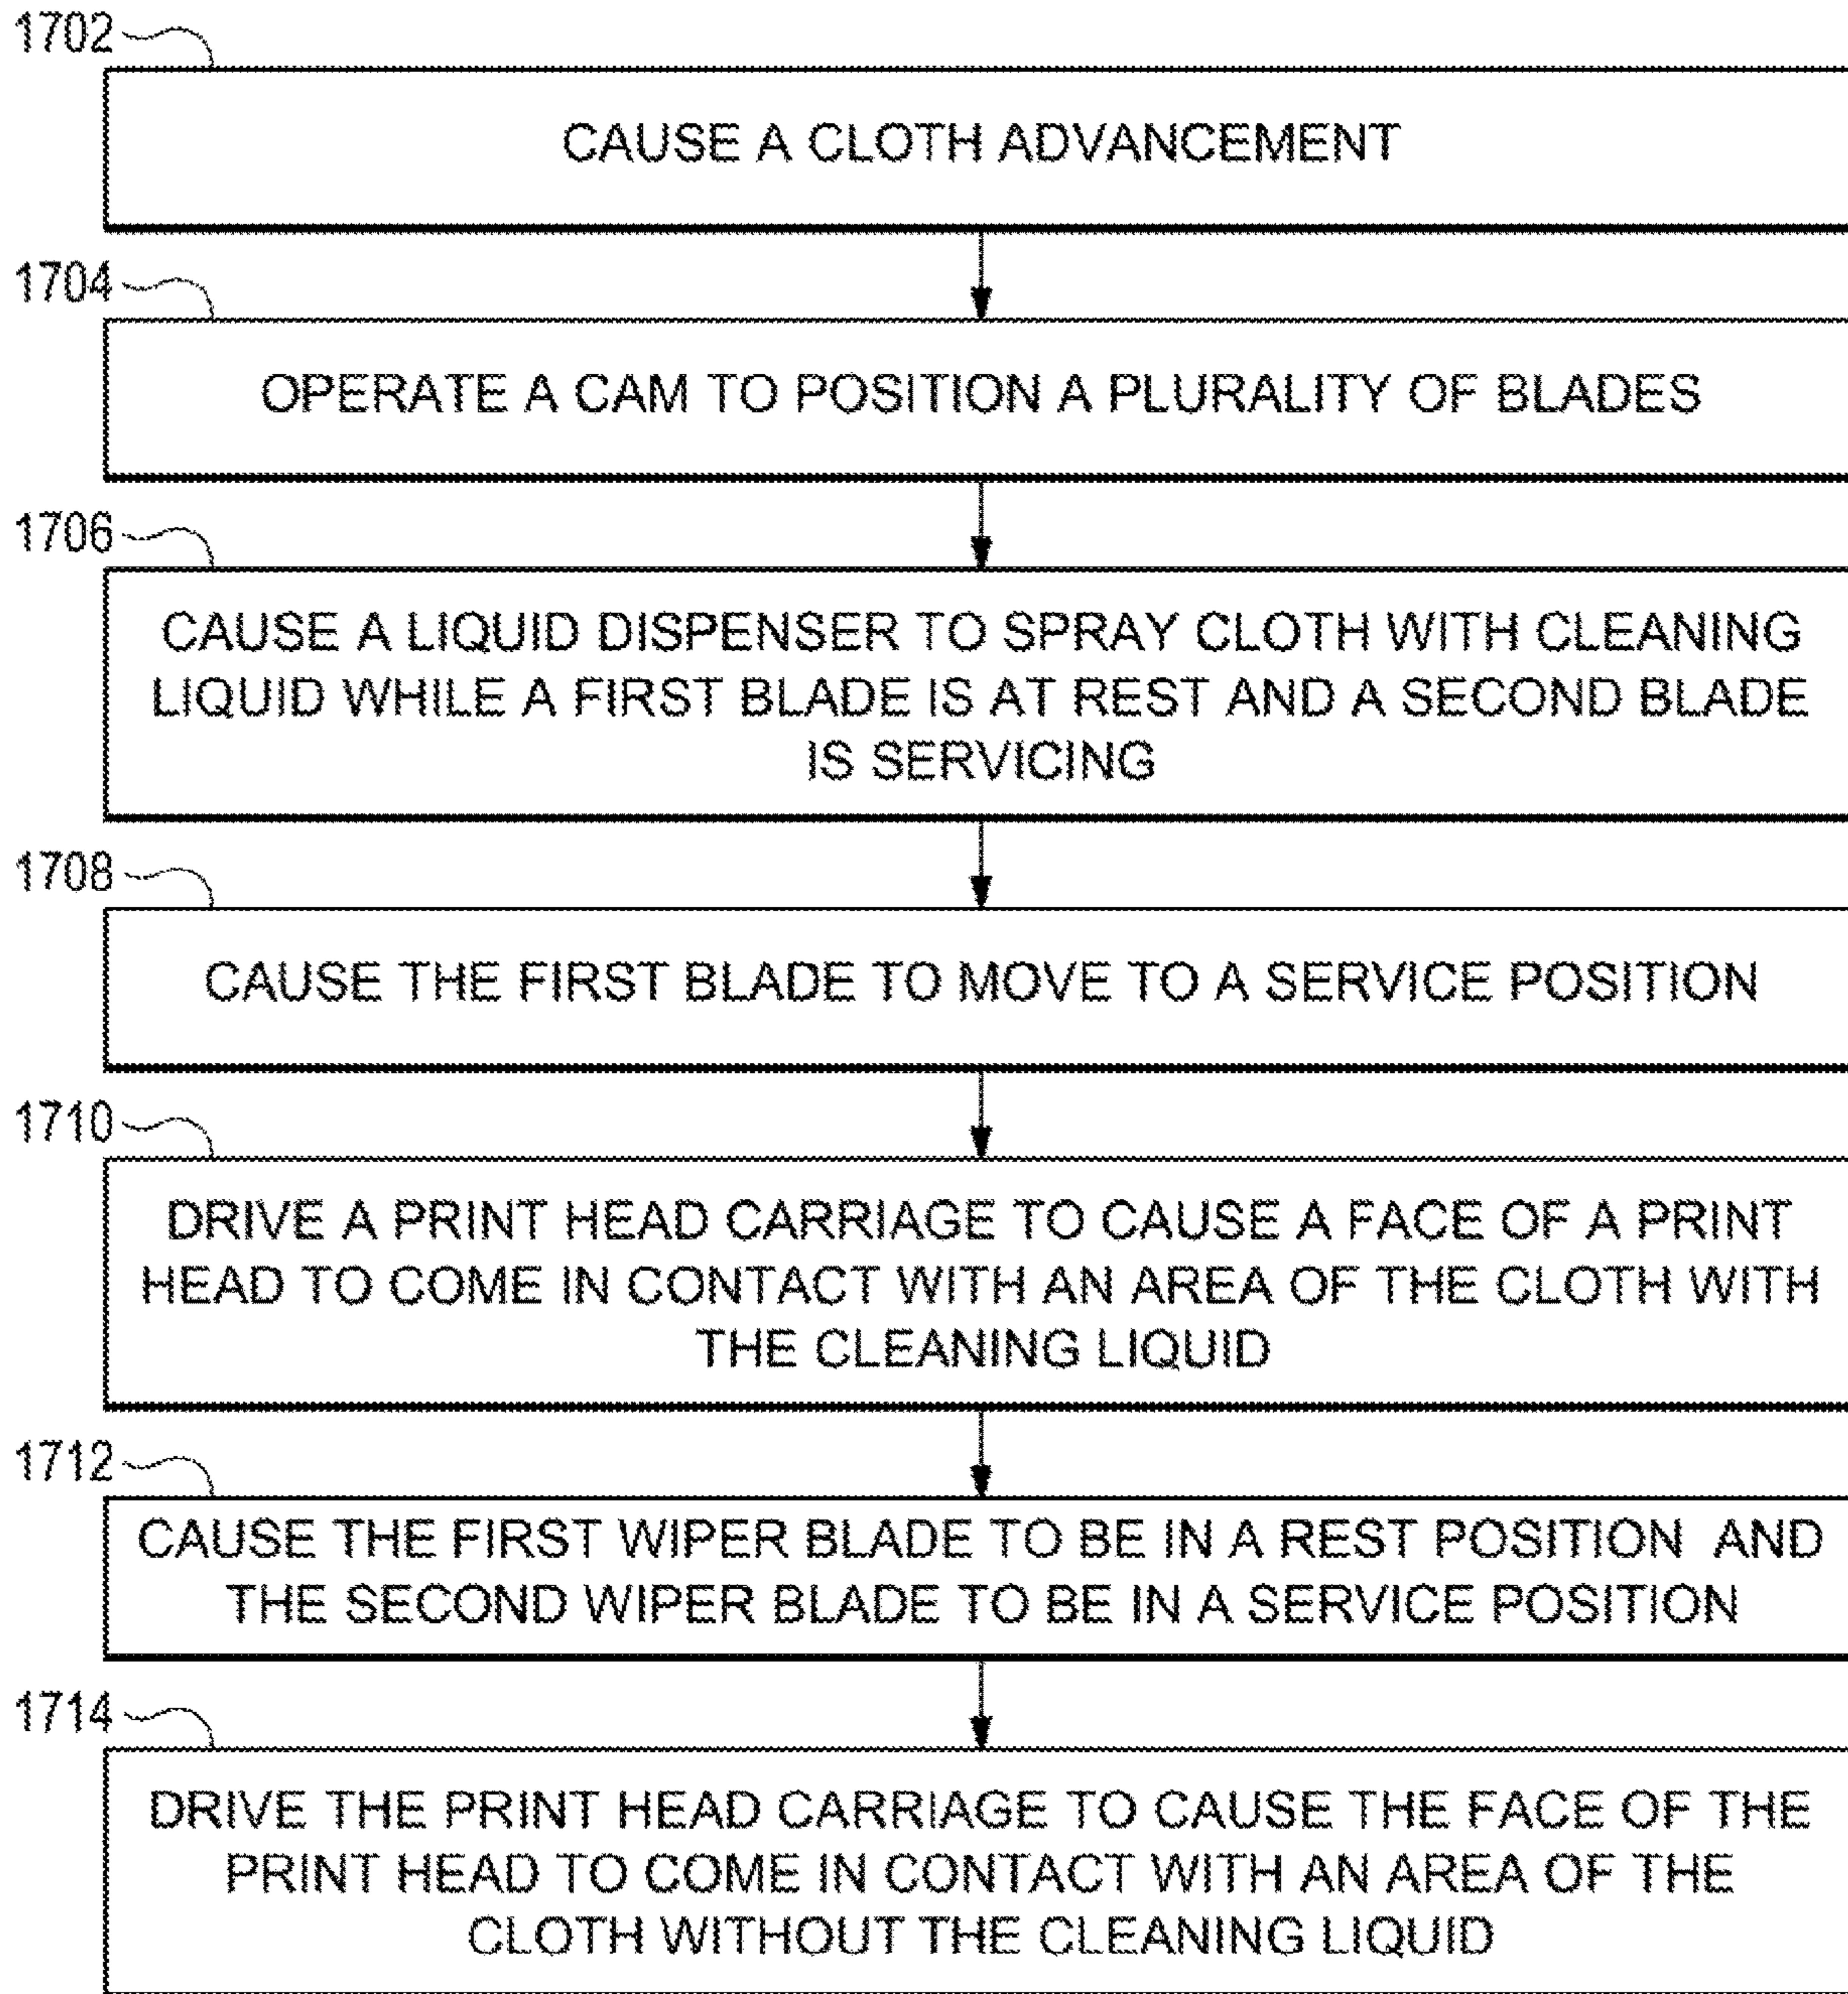 1702
CAUSE A CLOTH ADVANCEMENT
1704
OPERATE A CAM TO POSITION A PLURALITY OF BLADES
1706
CAUSE A LIQUID DISPENSER TO SPRAY CLOTH WITH CLEANING
LIQUID WHILE A FIRST BLADE IS AT REST AND A SECOND BLADE
IS SERVICING
1708
CAUSE THE FIRST BLADE TO MOVE TO A SERVICE POSITION
1710
DRIVE A PRINT HEAD CARRIAGE TO CAUSE A FACE OF A PRINT
HEAD TO COME IN CONTACT WITH AN AREA OF THE CLOTH WITH
THE CLEANING LIQUID
1712
CAUSE THE FIRST WIPER BLADE TO BE IN A REST POSITION AND
THE SECOND WIPER BLADE TO BE IN A SERVICE POSITION
1714
DRIVE THE PRINT HEAD CARRIAGE TO CAUSE THE FACE OF THE
PRINT HEAD TO COME IN CONTACT WITH AN AREA OF THE
CLOTH WITHOUT THE CLEANING LIQUID